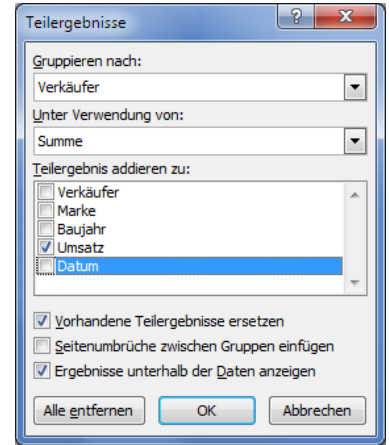 Teilergebnisse
Gruppieren nach:
Verkäufer
Unter Verwendung von:
Summe
Teilergebnis addieren zu:
Verkäufer
Marke
Baujahr
Umsatz
Datum
Vorhandene Teilergebnisse ersetzen
Seitenumbrüche zwischen Gruppen einfügen
Ergebnisse unterhalb der Daten anzeigen
Alle entfernen OK Abbrechen